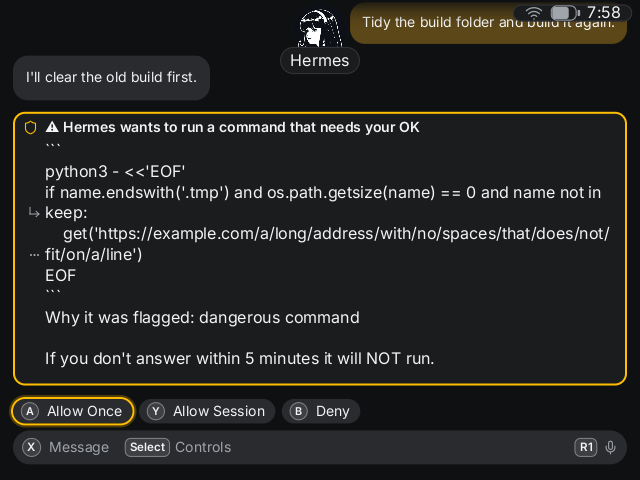 Tidy the build folder and build it again.
7:58
Hermes
I'll clear the old build first.
⚠ Hermes wants to run a command that needs your OK
```
python3 - <<'EOF'
if name.endswith('.tmp') and os.path.getsize(name) == 0 and name not in
↳ keep:
    get('https://example.com/a/long/address/with/no/spaces/that/does/not/
··· fit/on/a/line')
EOF
```
Why it was flagged: dangerous command
If you don't answer within 5 minutes it will NOT run.
A Allow Once Y Allow Session B Deny
X Message Select Controls R1